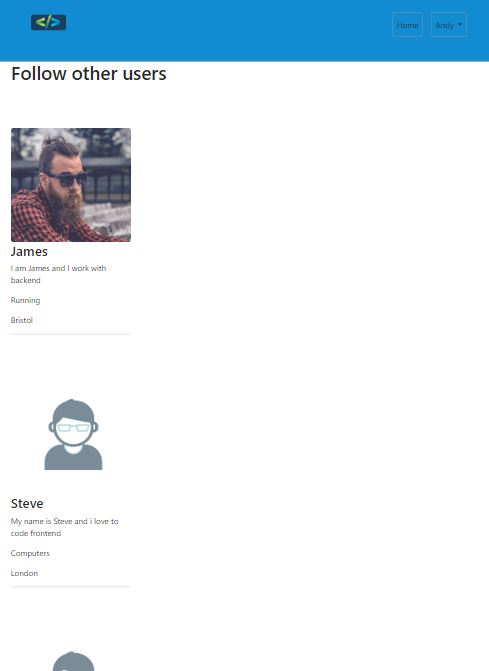 </>
Home
Andy
Follow other users
James
I am James and I work with
backend
Running
Bristol
Steve
My name is Steve and i love to
code frontend
Computers
London